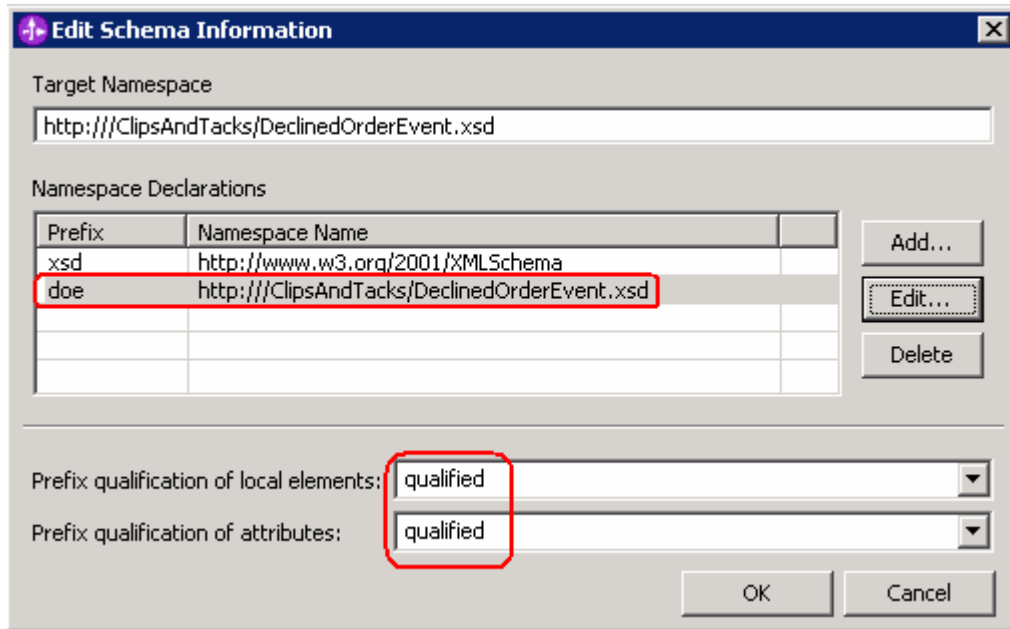 Edit Schema Information
Target Namespace
http:///ClipsAndTacks/DeclinedOrderEvent.xsd
Namespace Declarations
Prefix Namespace Name
xsd http://www.w3.org/2001/XMLSchema
doe http:///ClipsAndTacks/DeclinedOrderEvent.xsd
Add...
Edit...
Delete
Prefix qualification of local elements: qualified
Prefix qualification of attributes: qualified
OK Cancel